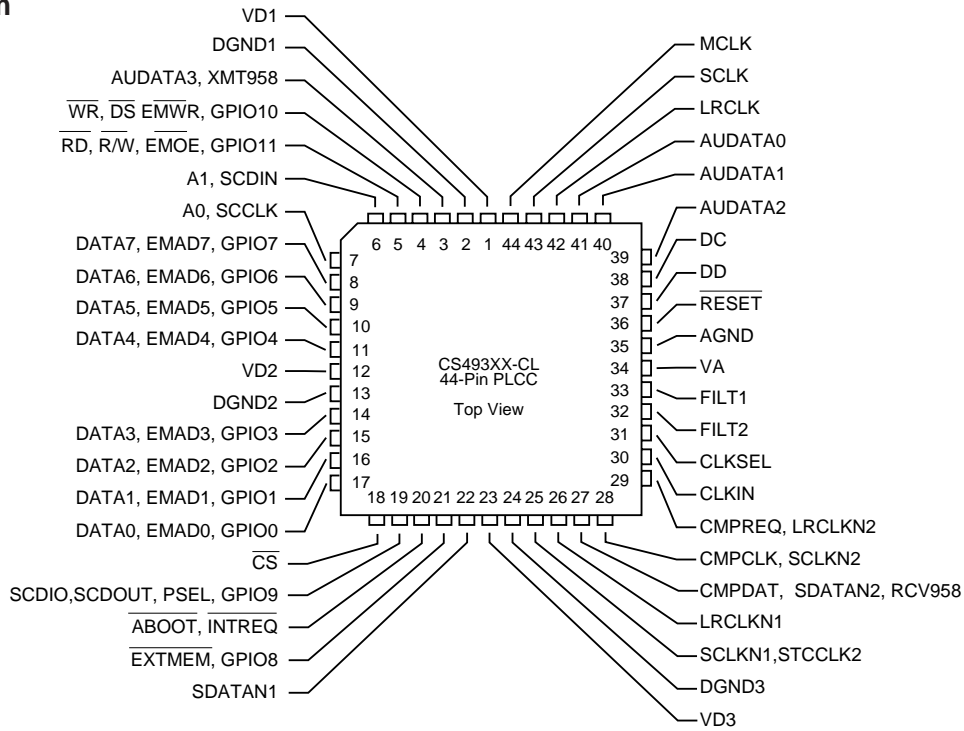 n
VD1
DGND1
AUDATA3, XMT958
WR, DS EMWR, GPIO10
RD, R/W, EMOE, GPIO11
A1, SCDIN
A0, SCCLK
DATA7, EMAD7, GPIO7
DATA6, EMAD6, GPIO6
DATA5, EMAD5, GPIO5
DATA4, EMAD4, GPIO4
VD2
DGND2
DATA3, EMAD3, GPIO3
DATA2, EMAD2, GPIO2
DATA1, EMAD1, GPIO1
DATA0, EMAD0, GPIO0
CS
SCDIO,SCDOUT, PSEL, GPIO9
ABOOT, INTREQ
EXTMEM, GPIO8
SDATAN1
6 5 4 3 2 1 44 43 42 41 40
7
8
9
10
11
12
13
14
15
16
17
CS493XX-CL
44-Pin PLCC
Top View
39
38
37
36
35
34
33
32
31
30
29
18 19 20 21 22 23 24 25 26 27 28
MCLK
SCLK
LRCLK
AUDATA0
AUDATA1
AUDATA2
DC
DD
RESET
AGND
VA
FILT1
FILT2
CLKSEL
CLKIN
CMPREQ, LRCLKN2
CMPCLK, SCLKN2
CMPDAT, SDATAN2, RCV958
LRCLKN1
SCLKN1,STCCLK2
DGND3
VD3